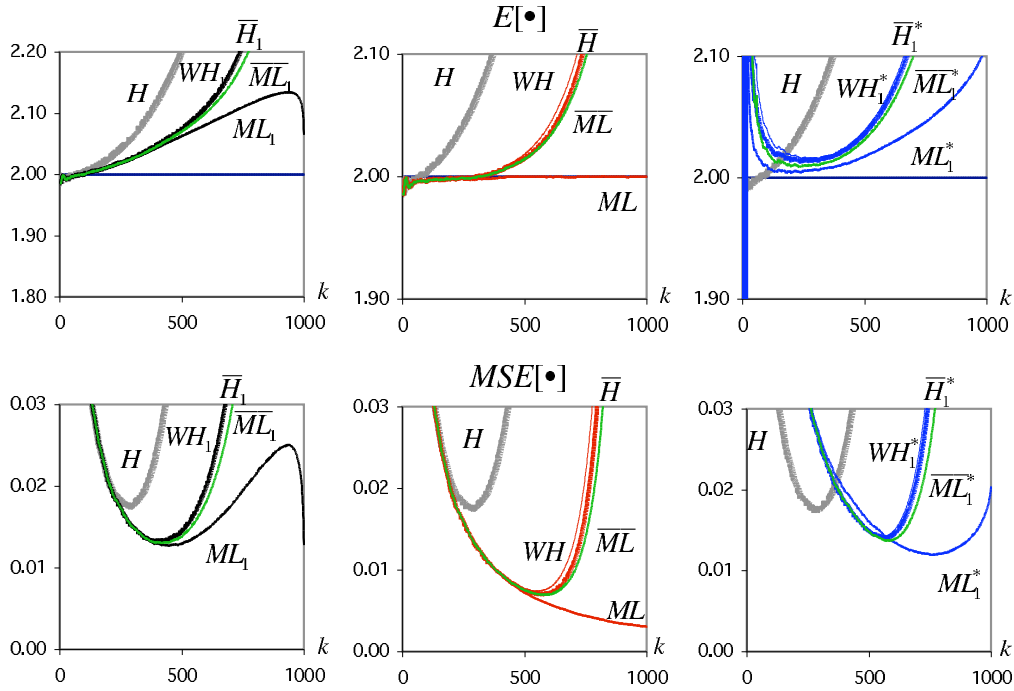 E[•]
2.20
2.10
2.00
1.90
1.80
0
500
1000
k
H
WH₁
H̅₁
M̅L̅₁
ML₁
2.10
2.00
1.90
0
500
1000
k
H
WH
H̅
M̅L̅
ML
2.10
2.00
1.90
0
500
1000
k
H
WH₁*
H̅₁*
M̅L̅₁*
ML₁*
MSE[•]
0.03
0.02
0.01
0.00
0
500
1000
k
H
WH₁
H̅₁
M̅L̅₁
ML₁
0.03
0.02
0.01
0.00
0
500
1000
k
H
WH
H̅
M̅L̅
ML
0.03
0.02
0.01
0.00
0
500
1000
k
H
WH₁*
H̅₁*
M̅L̅₁*
ML₁*